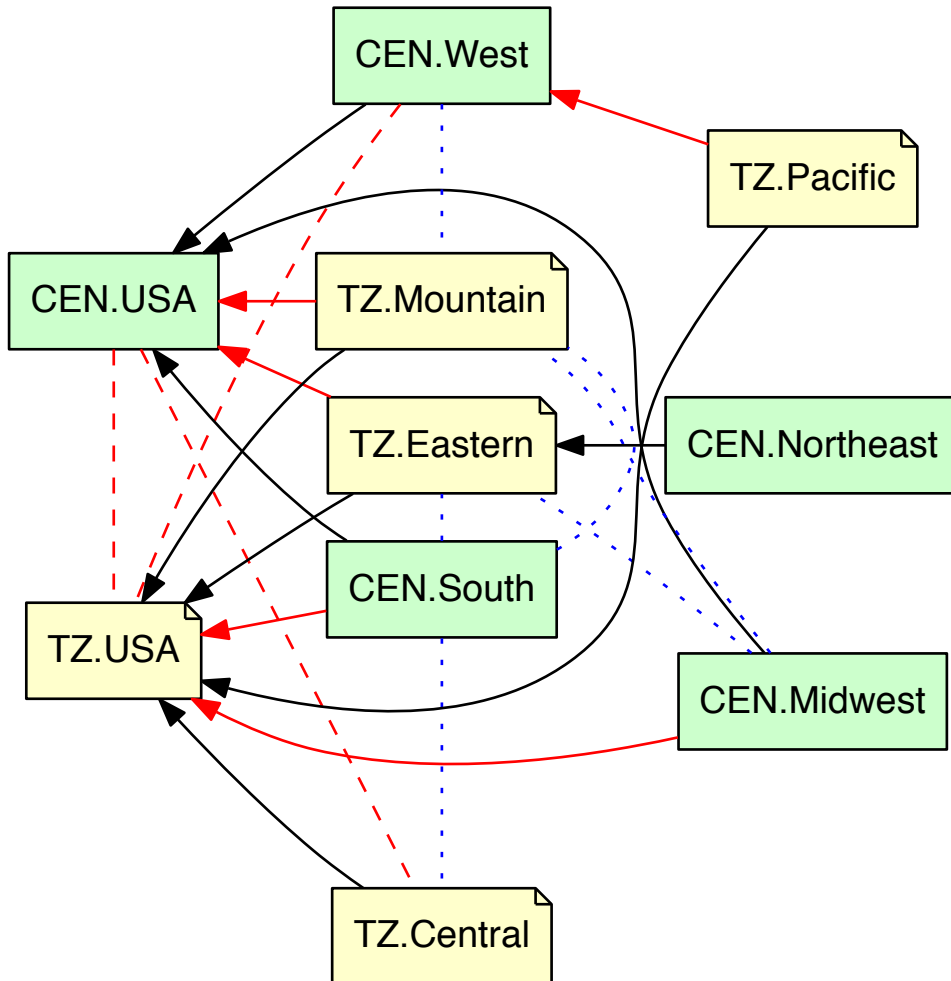 CEN.West
TZ.Pacific
CEN.USA
TZ.Mountain
TZ.Eastern
CEN.Northeast
CEN.South
TZ.USA
CEN.Midwest
TZ.Central